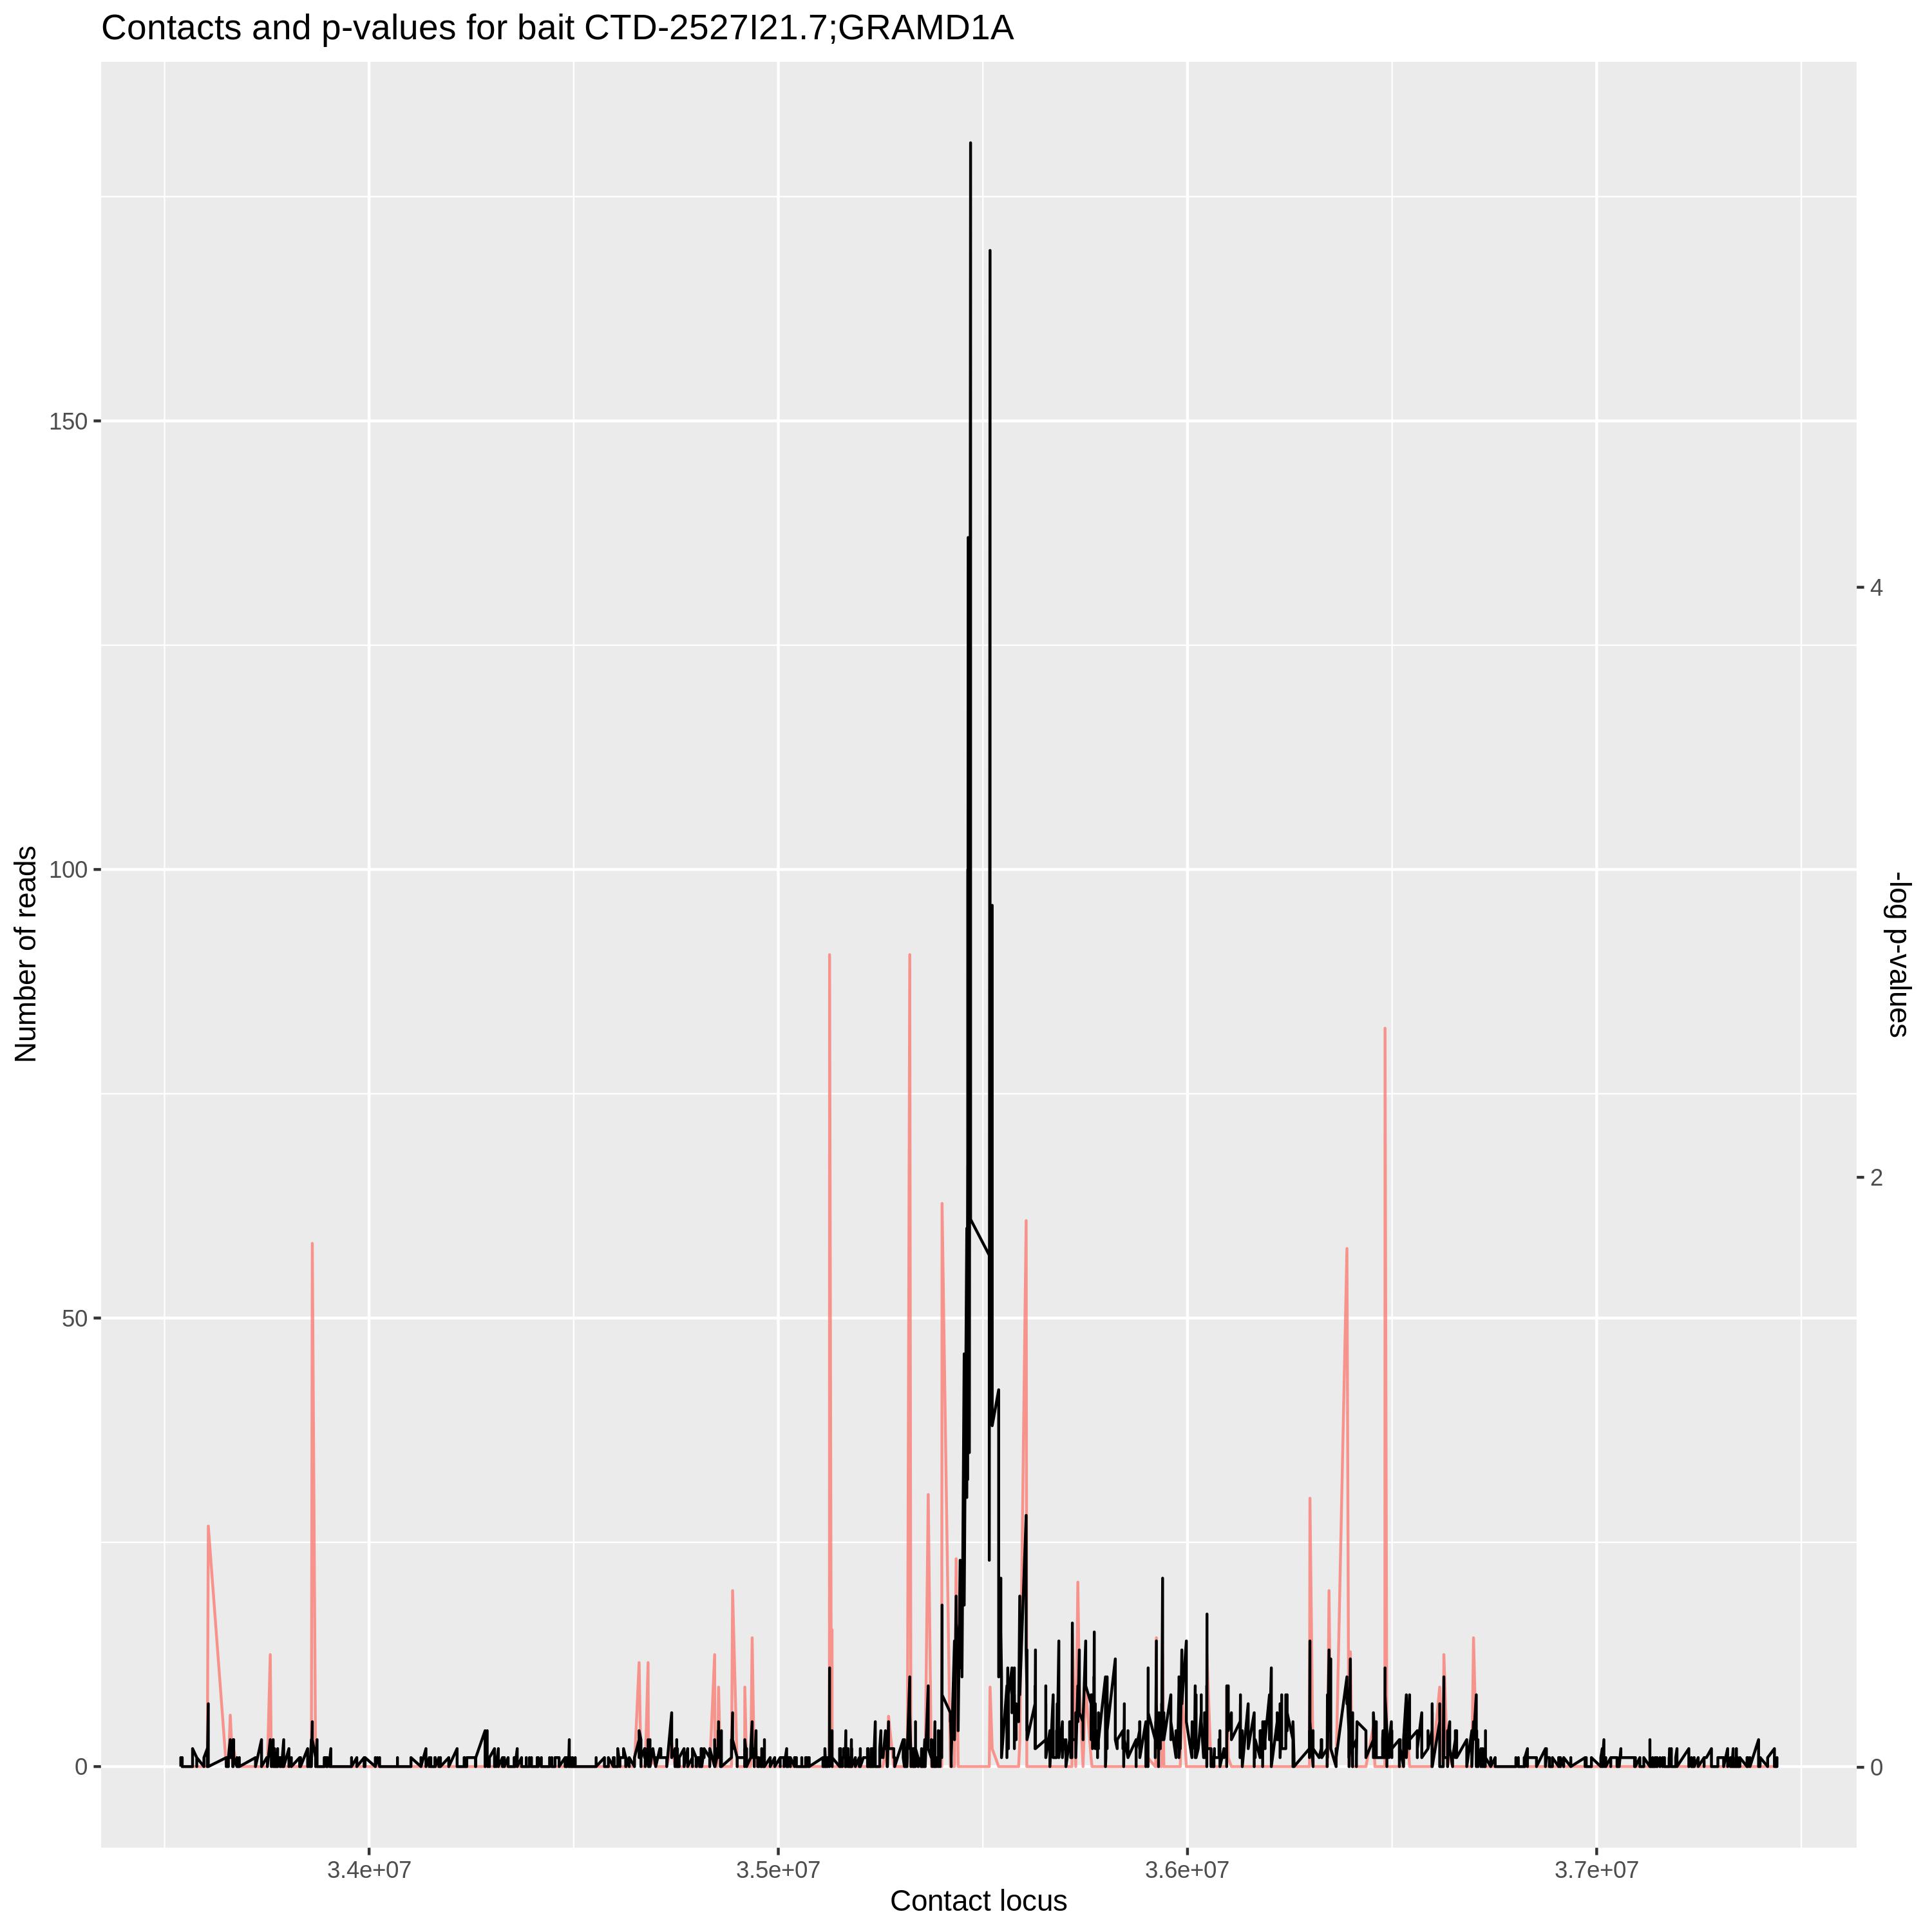 Contacts and p-values for bait CTD-2527I21.7;GRAMD1A
150
100
50
0
Number of reads
4
2
0
-log p-values
3.4e+07
3.5e+07
3.6e+07
3.7e+07
Contact locus